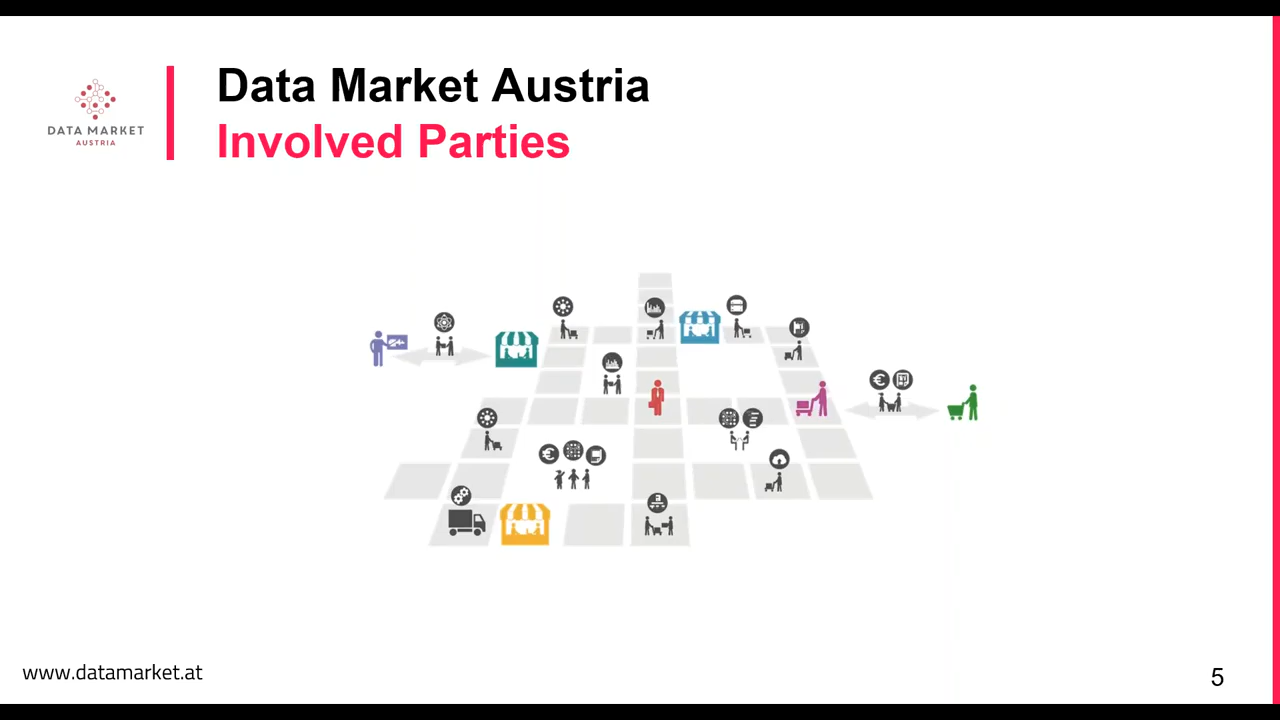 Data Market Austria
Involved Parties
DATA MARKET
AUSTRIA
€
€
€
www.datamarket.at
5